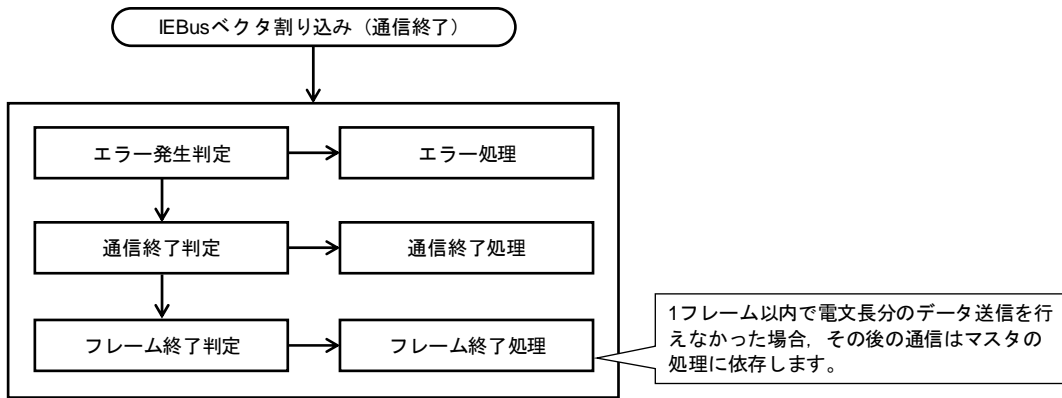 IEBusベクタ割り込み（通信終了）
エラー発生判定
エラー処理
通信終了判定
通信終了処理
フレーム終了判定
フレーム終了処理
1フレーム以内で電文長分のデータ送信を行
えなかった場合，その後の通信はマスタの
処理に依存します。